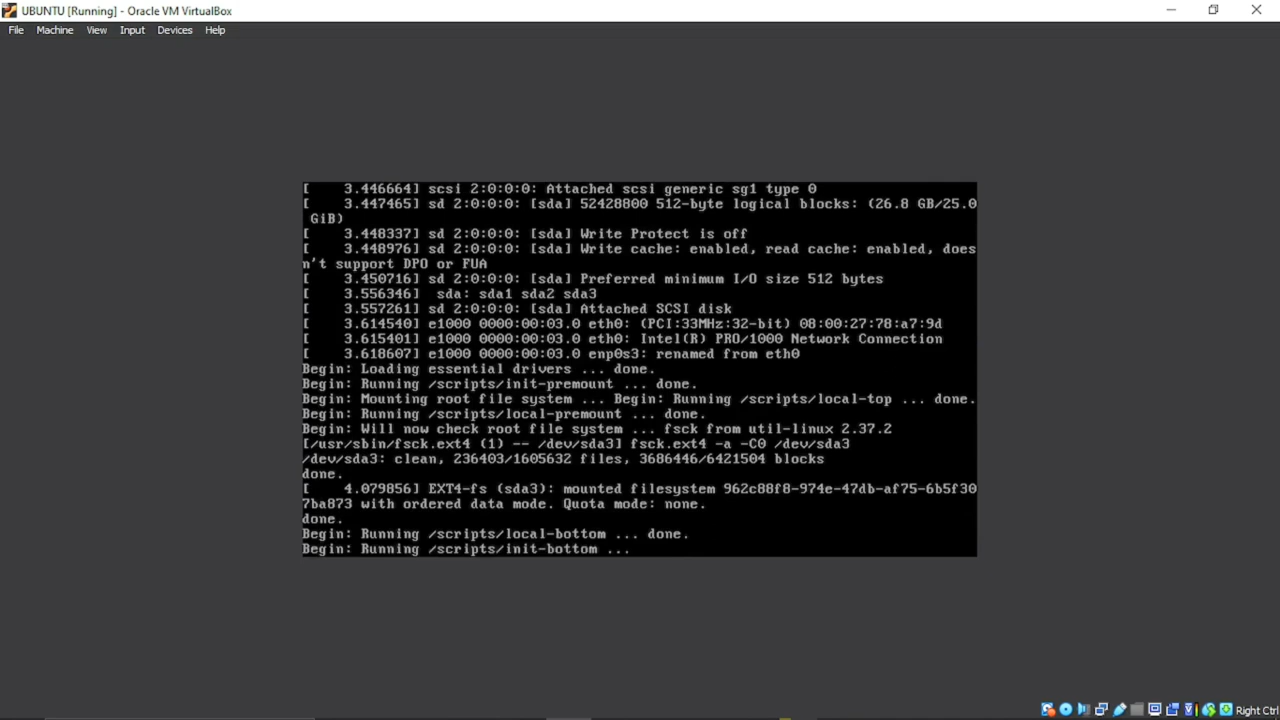 UBUNTU [Running] - Oracle VM VirtualBox
File Machine View Input Devices Help
[    3.446664] scsi 2:0:0:0: Attached scsi generic sg1 type 0
[    3.447465] sd 2:0:0:0: [sda] 52428800 512-byte logical blocks: (26.8 GB/25.0
 GiB)
[    3.448337] sd 2:0:0:0: [sda] Write Protect is off
[    3.448976] sd 2:0:0:0: [sda] Write cache: enabled, read cache: enabled, does
n't support DPO or FUA
[    3.450716] sd 2:0:0:0: [sda] Preferred minimum I/O size 512 bytes
[    3.556346]  sda: sda1 sda2 sda3
[    3.557261] sd 2:0:0:0: [sda] Attached SCSI disk
[    3.614540] e1000 0000:00:03.0 eth0: (PCI:33MHz:32-bit) 08:00:27:78:a7:9d
[    3.615401] e1000 0000:00:03.0 eth0: Intel(R) PRO/1000 Network Connection
[    3.618607] e1000 0000:00:03.0 enp0s3: renamed from eth0
Begin: Loading essential drivers ... done.
Begin: Running /scripts/init-premount ... done.
Begin: Mounting root file system ... Begin: Running /scripts/local-top ... done.
Begin: Running /scripts/local-premount ... done.
Begin: Will now check root file system ... fsck from util-linux 2.37.2
[/usr/sbin/fsck.ext4 (1) -- /dev/sda3] fsck.ext4 -a -C0 /dev/sda3
/dev/sda3: clean, 236403/1605632 files, 3686446/6421504 blocks
done.
[    4.079856] EXT4-fs (sda3): mounted filesystem 962c88f8-974e-47db-af75-6b5f30
7ba873 with ordered data mode. Quota mode: none.
done.
Begin: Running /scripts/local-bottom ... done.
Begin: Running /scripts/init-bottom ...
Right Ctrl